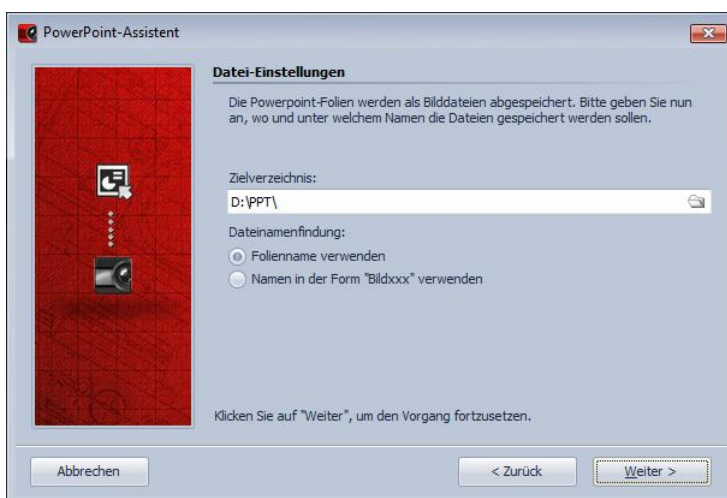 PowerPoint-Assistent
Datei-Einstellungen
Die Powerpoint-Folien werden als Bilddateien abgespeichert. Bitte geben Sie nun
an, wo und unter welchem Namen die Dateien gespeichert werden sollen.
Zielverzeichnis:
D:\PPT\
Dateinamenfindung:
Folienname verwenden
Namen in der Form "Bildxxx" verwenden
Klicken Sie auf "Weiter", um den Vorgang fortzusetzen.
Abbrechen
< Zurück
Weiter >